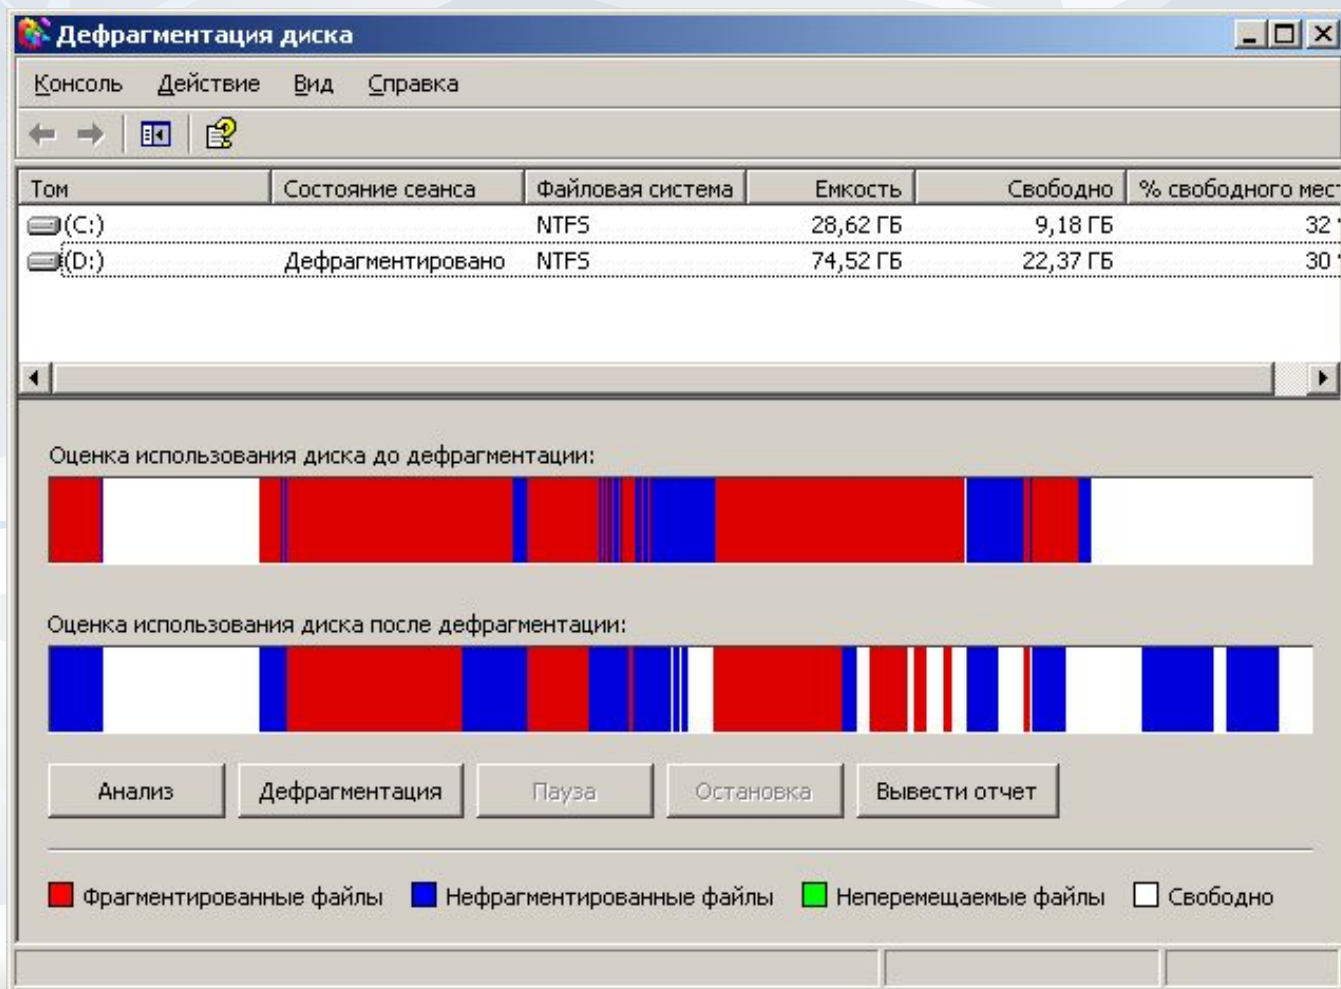 Дефрагментация диска
Консоль Действие Вид Справка
Том Состояние сеанса Файловая система Емкость Свободно % свободного мес
(C:) NTFS 28,62 ГБ 9,18 ГБ 32
(D:) Дефрагментировано NTFS 74,52 ГБ 22,37 ГБ 30
Оценка использования диска до дефрагментации:
Оценка использования диска после дефрагментации:
Анализ Дефрагментация Пауза Остановка Вывести отчет
Фрагментированные файлы Нефрагментированные файлы Неперемещаемые файлы Свободно